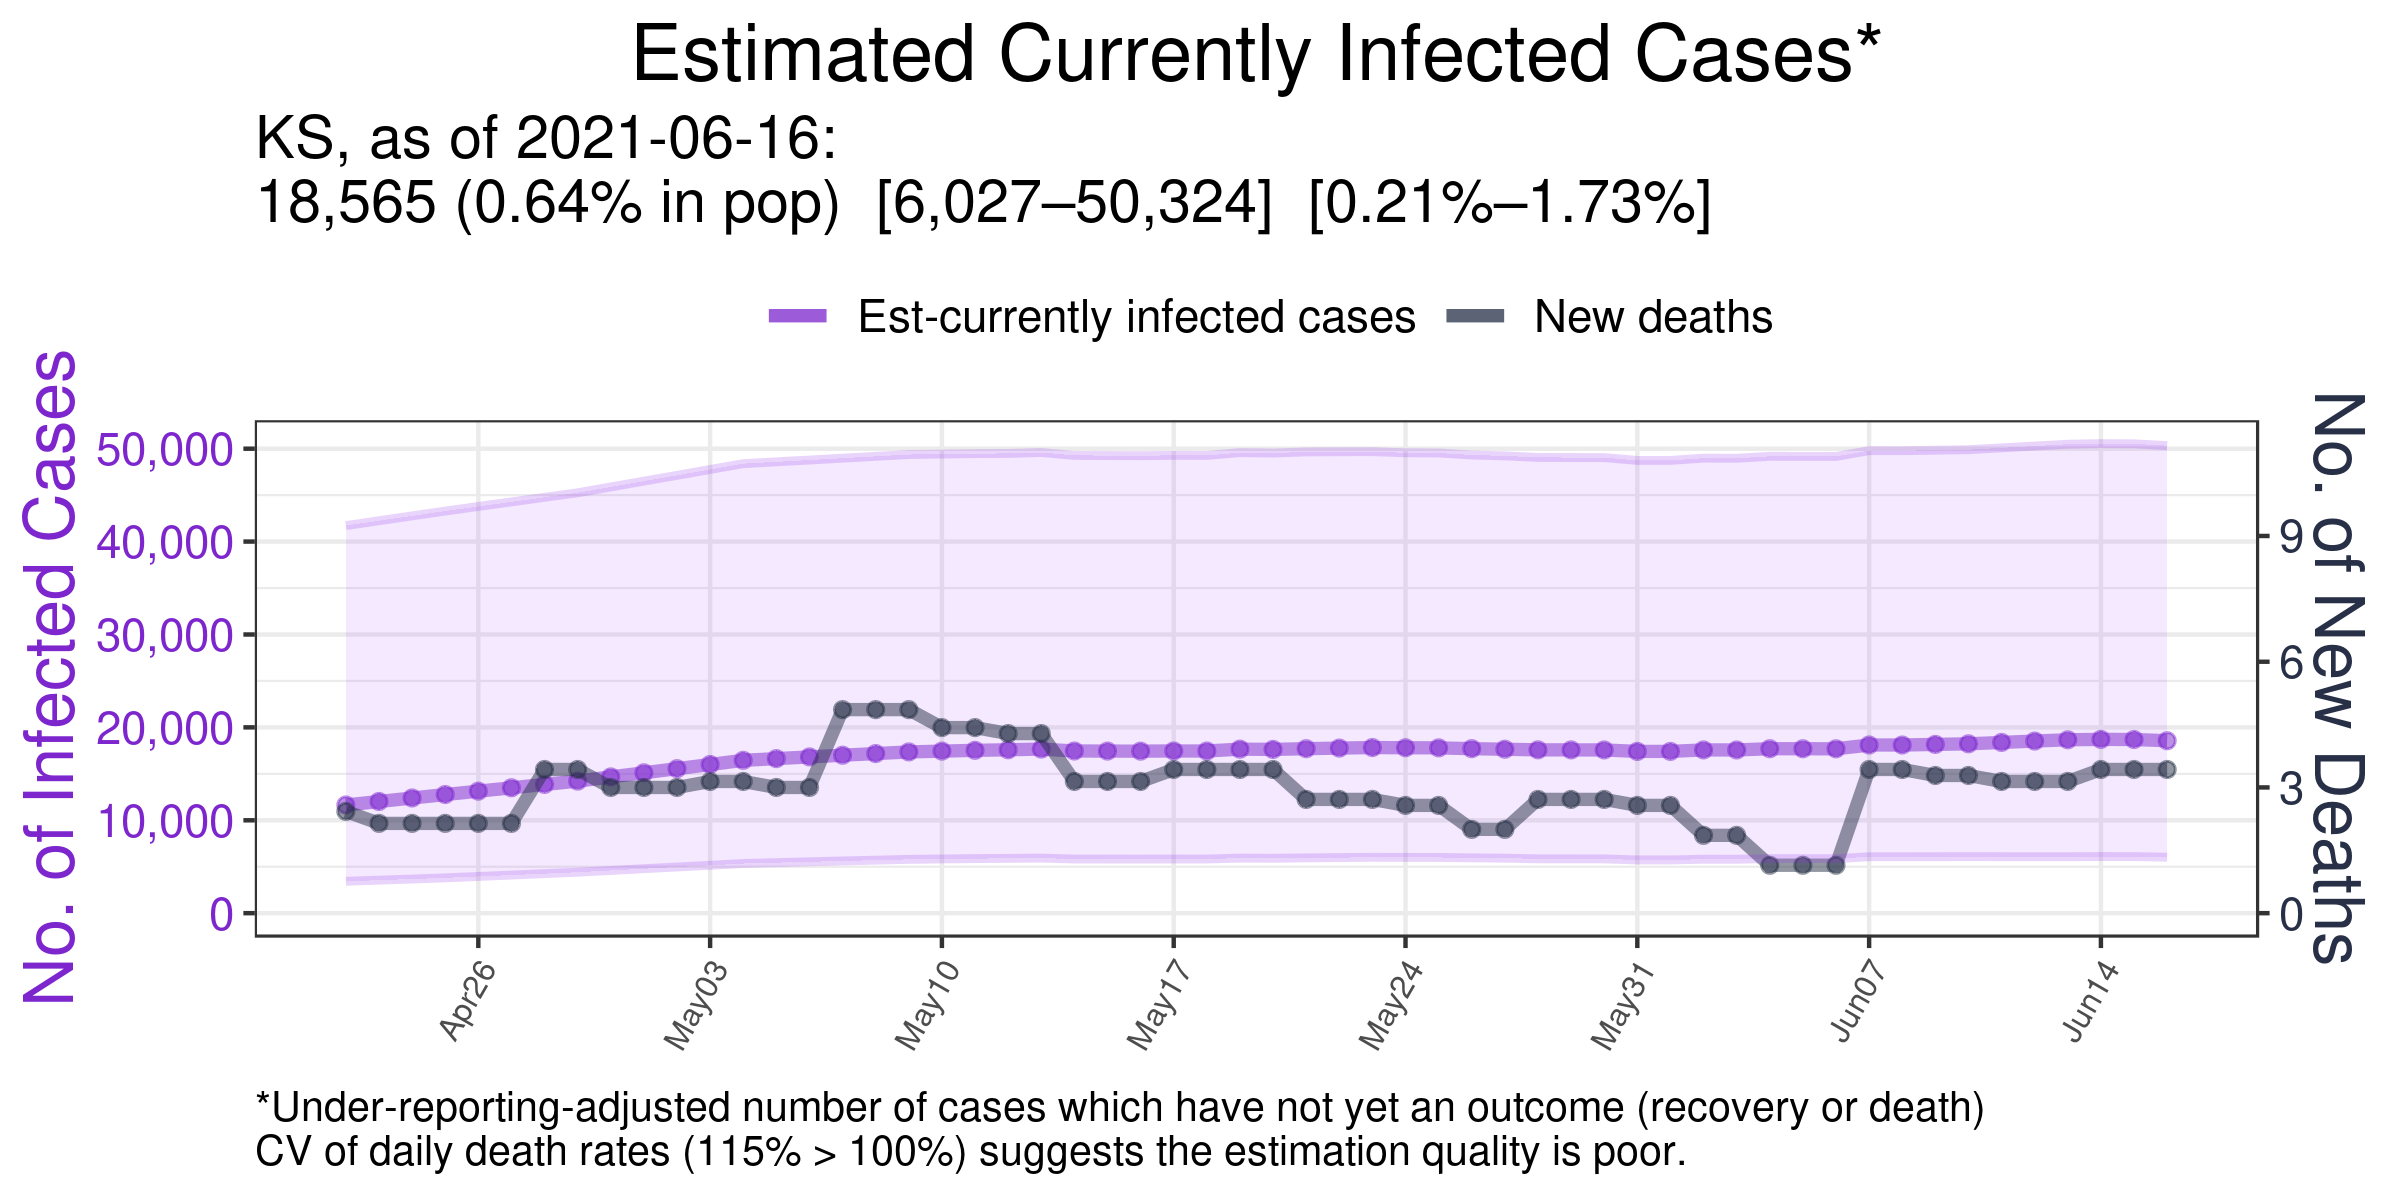 Estimated Currently Infected Cases*
KS, as of 2021-06-16:
18,565 (0.64% in pop)  [6,027–50,324]  [0.21%–1.73%]
Est-currently infected cases
New deaths
No. of Infected Cases
50,000
40,000
30,000
20,000
10,000
0
9
6
3
0
No. of New Deaths
Apr26
May03
May10
May17
May24
May31
Jun07
Jun14
*Under-reporting-adjusted number of cases which have not yet an outcome (recovery or death)
CV of daily death rates (115% > 100%) suggests the estimation quality is poor.